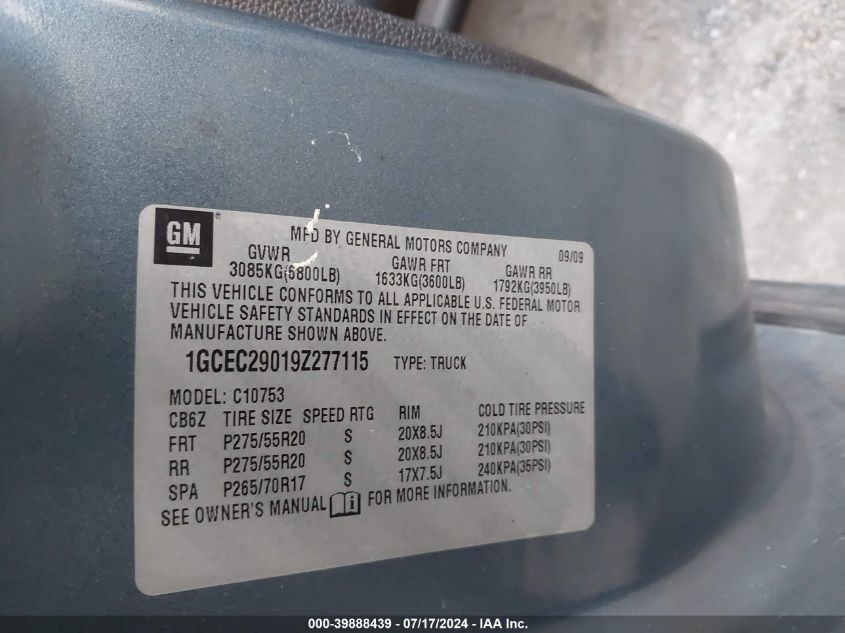 GM ®
MFD BY GENERAL MOTORS COMPANY 09/09
GVWR GAWR FRT GAWR RR
3085KG(6800LB) 1633KG(3600LB) 1792KG(3950LB)
THIS VEHICLE CONFORMS TO ALL APPLICABLE U.S. FEDERAL MOTOR
VEHICLE SAFETY STANDARDS IN EFFECT ON THE DATE OF
MANUFACTURE SHOWN ABOVE.
1GCEC29019Z277115 TYPE: TRUCK
MODEL: C10753
CB6Z TIRE SIZE SPEED RTG RIM COLD TIRE PRESSURE
FRT P275/55R20 S 20X8.5J 210KPA(30PSI)
RR P275/55R20 S 20X8.5J 210KPA(30PSI)
SPA P265/70R17 S 17X7.5J 240KPA(35PSI)
SEE OWNER'S MANUAL i FOR MORE INFORMATION.
000-39888439 - 07/17/2024 - IAA Inc.